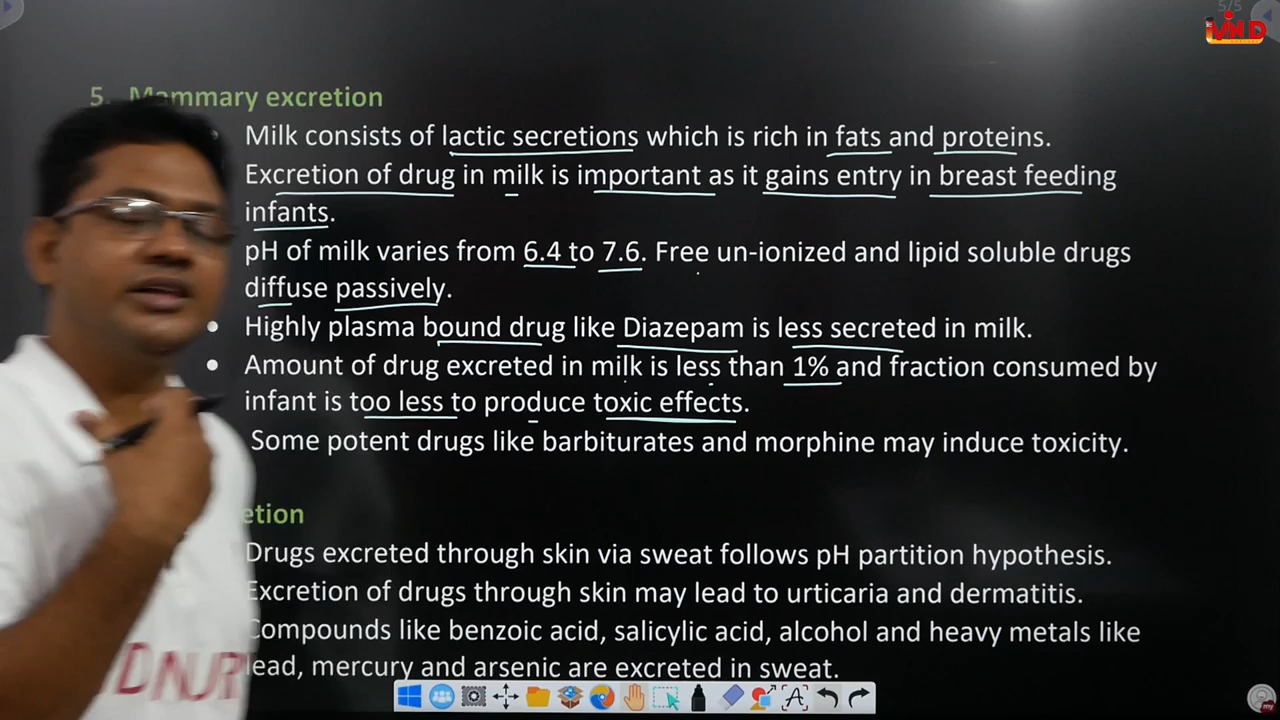 5/5
iVND
5. Mammary excretion
Milk consists of lactic secretions which is rich in fats and proteins.
Excretion of drug in milk is important as it gains entry in breast feeding
infants.
pH of milk varies from 6.4 to 7.6. Free un-ionized and lipid soluble drugs
diffuse passively.
• Highly plasma bound drug like Diazepam is less secreted in milk.
• Amount of drug excreted in milk is less than 1% and fraction consumed by
infant is too less to produce toxic effects.
Some potent drugs like barbiturates and morphine may induce toxicity.
etion
Drugs excreted through skin via sweat follows pH partition hypothesis.
Excretion of drugs through skin may lead to urticaria and dermatitis.
Compounds like benzoic acid, salicylic acid, alcohol and heavy metals like
lead, mercury and arsenic are excreted in sweat.
DNUR
my